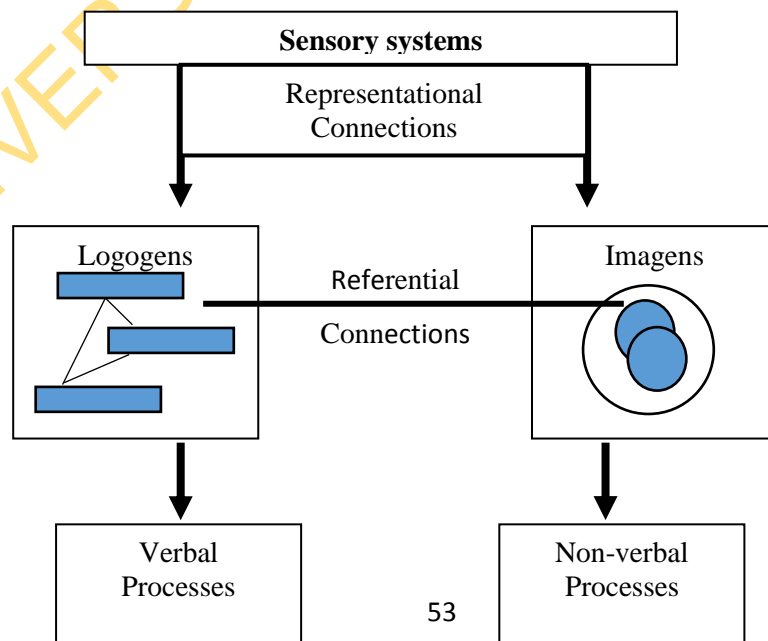 Sensory systems
Representational
Connections
Logogens
Imagens
Referential
Connections
Verbal
Processes
Non-verbal
Processes
53